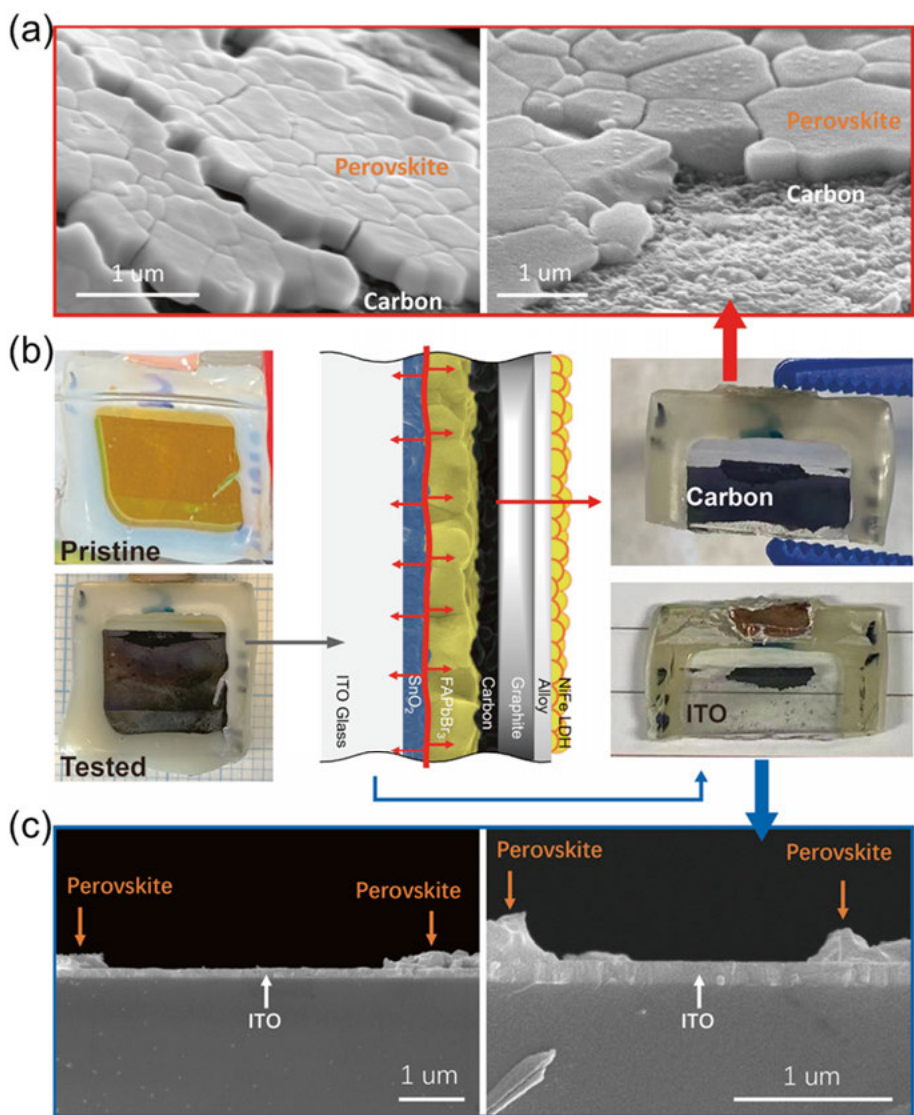 (a)
Perovskite
Carbon
1 um
Perovskite
Carbon
1 um
(b)
Pristine
Tested
ITO Glass
SnO₂
FAPbBr₃
Carbon
Graphite
Alloy
NiFe LDH
Carbon
ITO
(c)
Perovskite
Perovskite
ITO
1 um
Perovskite
Perovskite
ITO
1 um